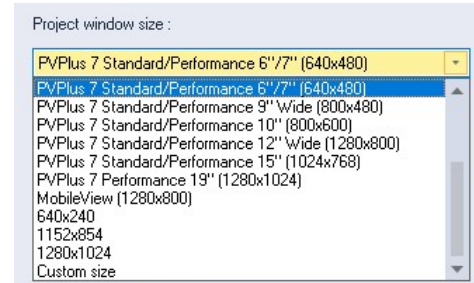 Project window size :
PVPlus 7 Standard/Performance 6''/7'' (640x480)
PVPlus 7 Standard/Performance 6''/7'' (640x480)
PVPlus 7 Standard/Performance 9'' Wide (800x480)
PVPlus 7 Standard/Performance 10'' (800x600)
PVPlus 7 Standard/Performance 12'' Wide (1280x800)
PVPlus 7 Standard/Performance 15'' (1024x768)
PVPlus 7 Performance 19'' (1280x1024)
MobileView (1280x800)
640x240
1152x854
1280x1024
Custom size